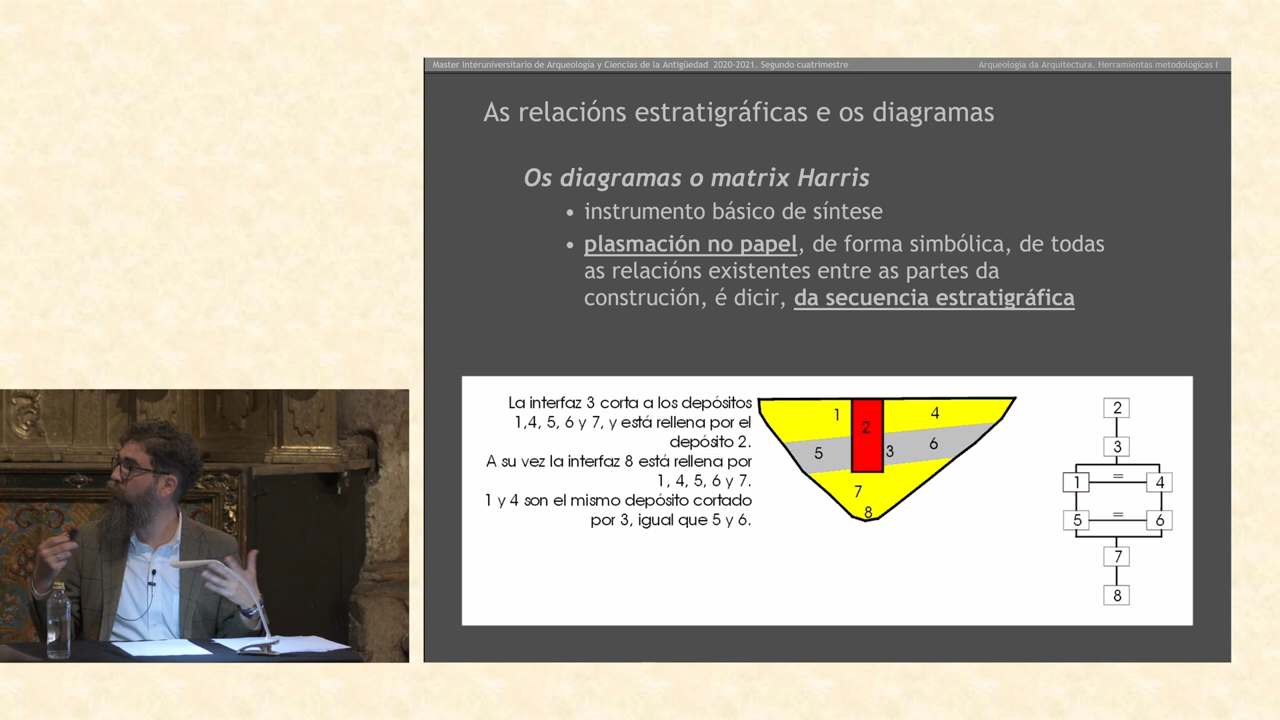 Master Interuniversitario de Arqueología y Ciencias de la Antigüedad 2020-2021. Segundo cuatrimestre
Arqueología da Arquitectura. Herramientas metodológicas I
As relacións estratigráficas e os diagramas
Os diagramas o matrix Harris
• instrumento básico de síntese
• plasmación no papel, de forma simbólica, de todas
as relacións existentes entre as partes da
construción, é dicir, da secuencia estratigráfica
La interfaz 3 corta a los depósitos
1,4, 5, 6 y 7, y está rellena por el
depósito 2.
A su vez la interfaz 8 está rellena por
1, 4, 5, 6 y 7.
1 y 4 son el mismo depósito cortado
por 3, igual que 5 y 6.
1 2 4
5 3 6
7
8
2
3
1 = 4
5 = 6
7
8